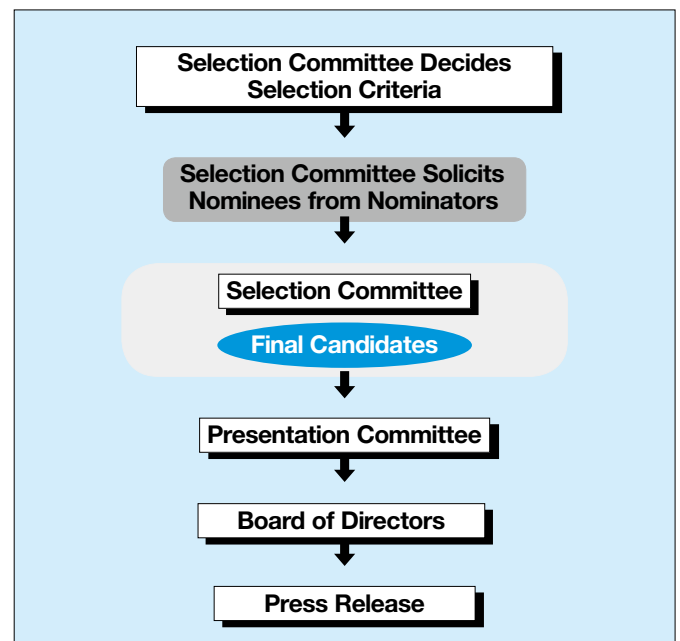 Selection Committee Decides
Selection Criteria
Selection Committee Solicits
Nominees from Nominators
Selection Committee
Final Candidates
Presentation Committee
Board of Directors
Press Release